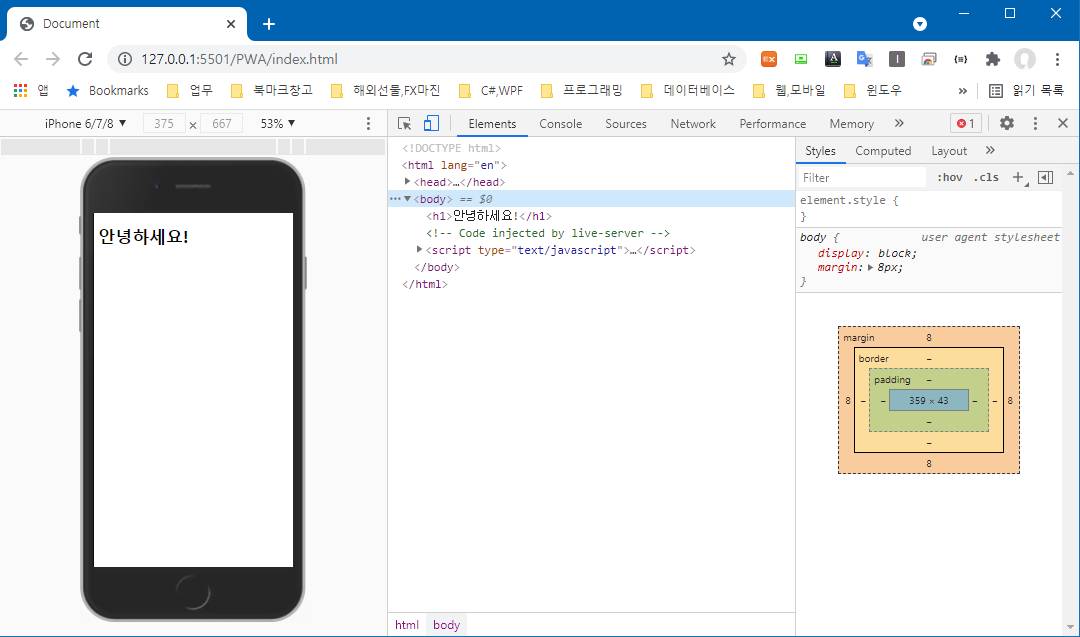 Document
127.0.0.1:5501/PWA/index.html
앱 Bookmarks 업무 북마크창고 해외선물,FX마진 C#,WPF 프로그래밍 데이터베이스 웹,모바일 윈도우 » 읽기 목록
iPhone 6/7/8 ▼ 375 × 667 53% ▼
Elements Console Sources Network Performance Memory » 1
안녕하세요!
<!DOCTYPE html>
<html lang="en">
<head>…</head>
<body> == $0
<h1>안녕하세요!</h1>
<!-- Code injected by live-server -->
<script type="text/javascript">…</script>
</body>
</html>
html body
Styles Computed Layout »
Filter :hov .cls +
element.style {
}
body { user agent stylesheet
display: block;
margin: 8px;
}
margin 8
border –
padding –
8 – – 359 × 43 – – 8
–
–
8